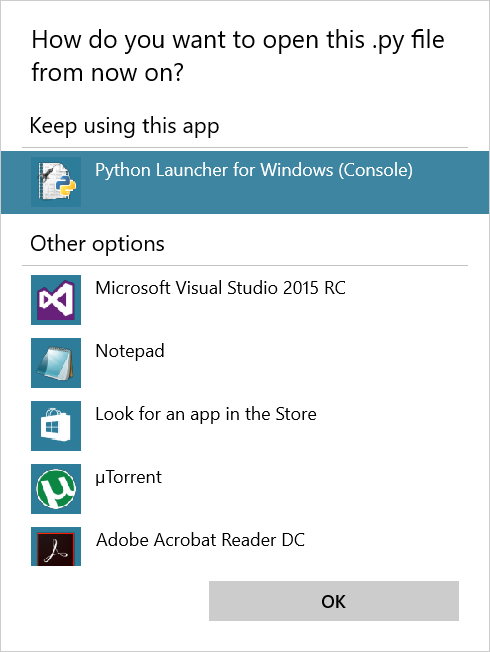 How do you want to open this .py file
from now on?
Keep using this app
Python Launcher for Windows (Console)
Other options
Microsoft Visual Studio 2015 RC
Notepad
Look for an app in the Store
µTorrent
Adobe Acrobat Reader DC
OK